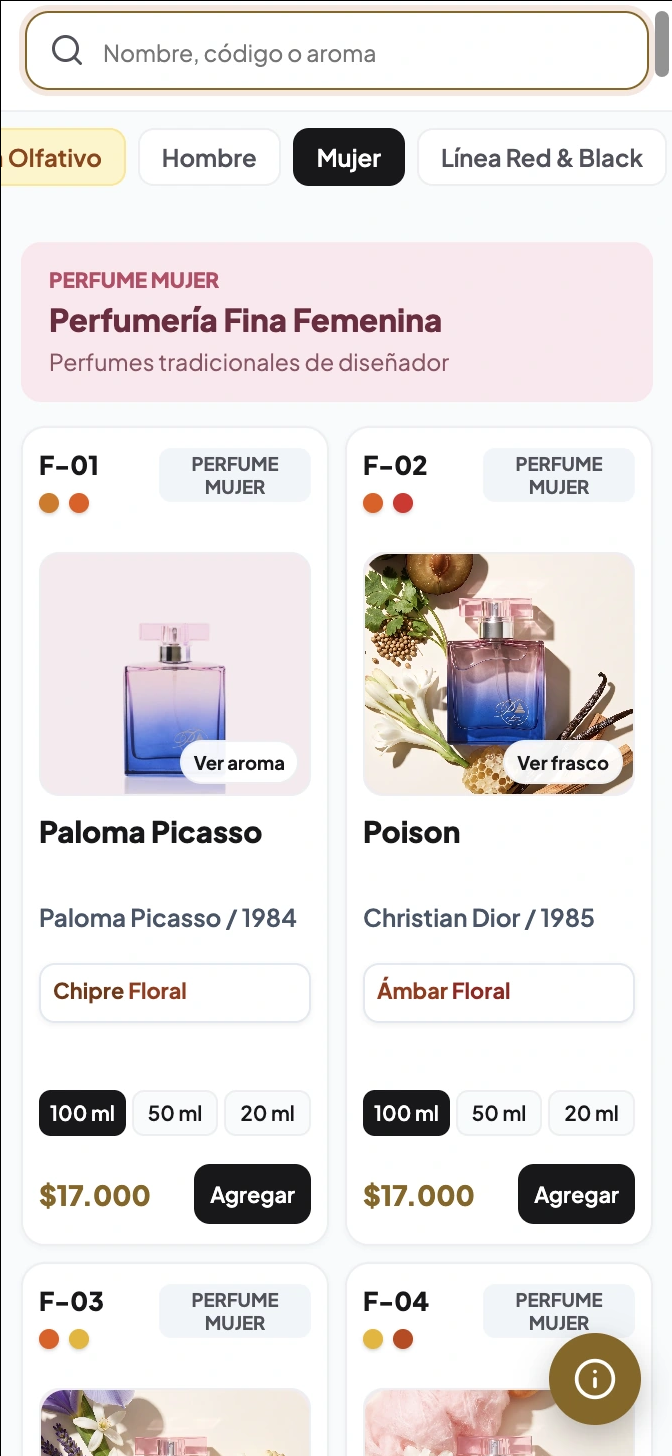 Nombre, código o aroma
Olfativo
Hombre
Mujer
Línea Red & Black
PERFUME MUJER
Perfumería Fina Femenina
Perfumes tradicionales de diseñador
F-01
PERFUME
MUJER
Ver aroma
Paloma Picasso
Paloma Picasso / 1984
Chipre Floral
100 ml
50 ml
20 ml
$17.000
Agregar
F-02
PERFUME
MUJER
Ver frasco
Poison
Christian Dior / 1985
Ámbar Floral
100 ml
50 ml
20 ml
$17.000
Agregar
F-03
PERFUME
MUJER
F-04
PERFUME
MUJER